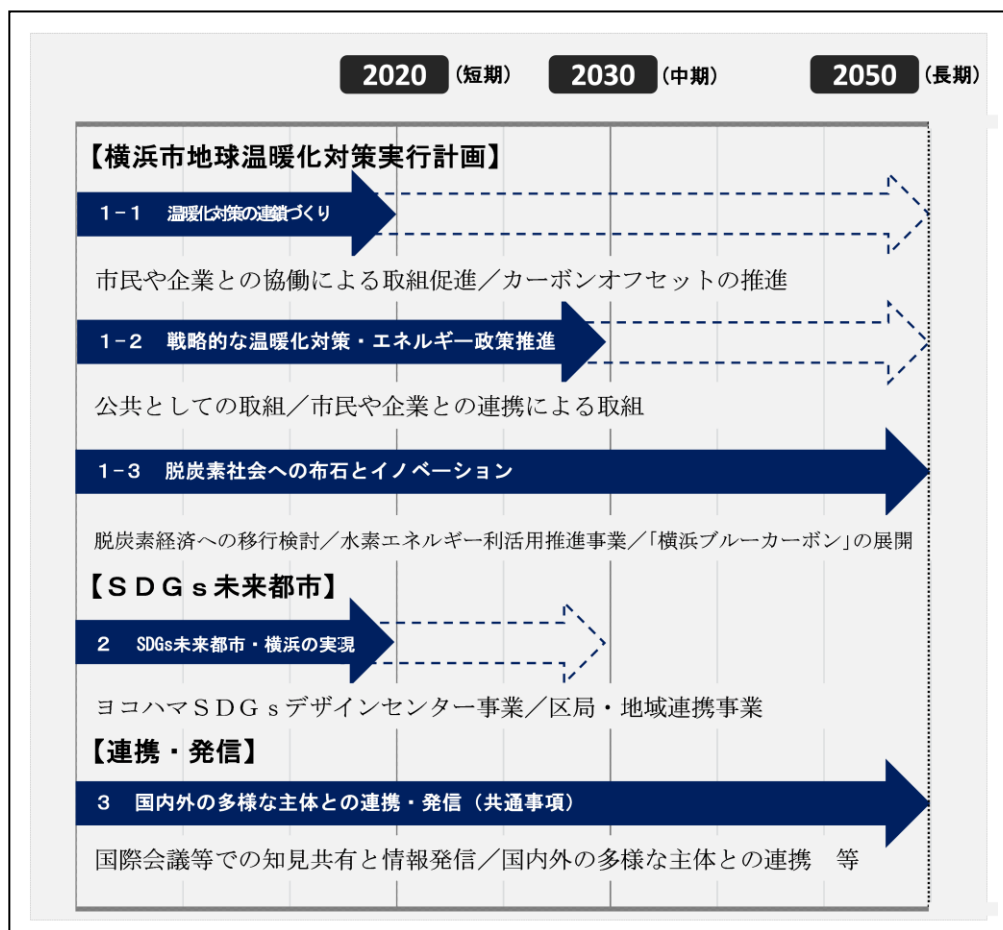 2020 (短期) 2030 (中期) 2050 (長期)
【横浜市地球温暖化対策実行計画】
1-1 温暖化対策の連鎖づくり
市民や企業との協働による取組促進／カーボンオフセットの推進
1-2 戦略的な温暖化対策・エネルギー政策推進
公共としての取組／市民や企業との連携による取組
1-3 脱炭素社会への布石とイノベーション
脱炭素経済への移行検討／水素エネルギー利活用推進事業／「横浜ブルーカーボン」の展開
【ＳＤＧｓ未来都市】
2 SDGs未来都市・横浜の実現
ヨコハマＳＤＧｓデザインセンター事業／区局・地域連携事業
【連携・発信】
3 国内外の多様な主体との連携・発信（共通事項）
国際会議等での知見共有と情報発信／国内外の多様な主体との連携　等